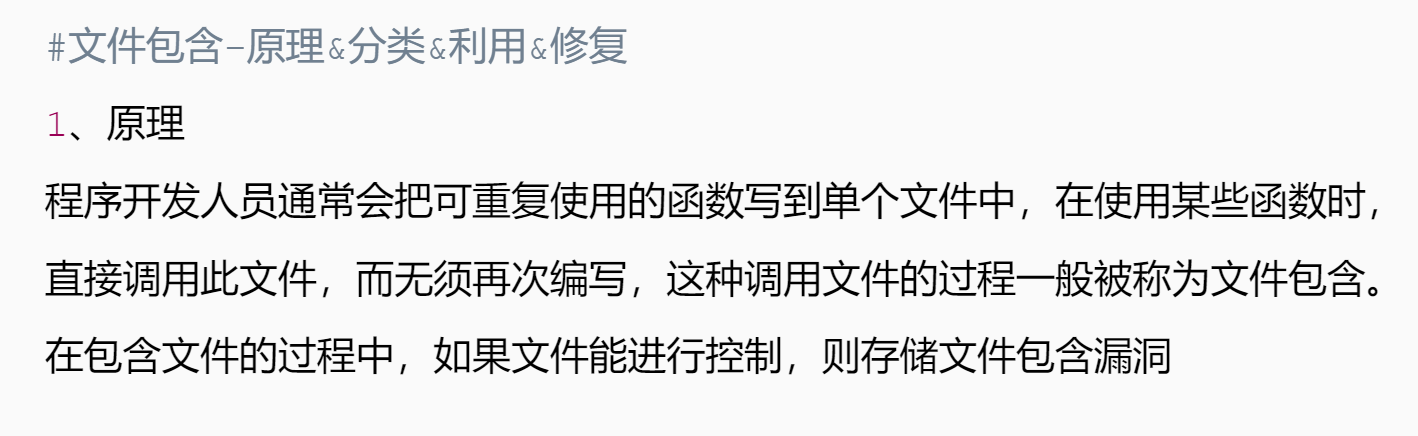 #文件包含-原理&分类&利用&修复
1、原理
程序开发人员通常会把可重复使用的函数写到单个文件中，在使用某些函数时，
直接调用此文件，而无须再次编写，这种调用文件的过程一般被称为文件包含。
在包含文件的过程中，如果文件能进行控制，则存储文件包含漏洞